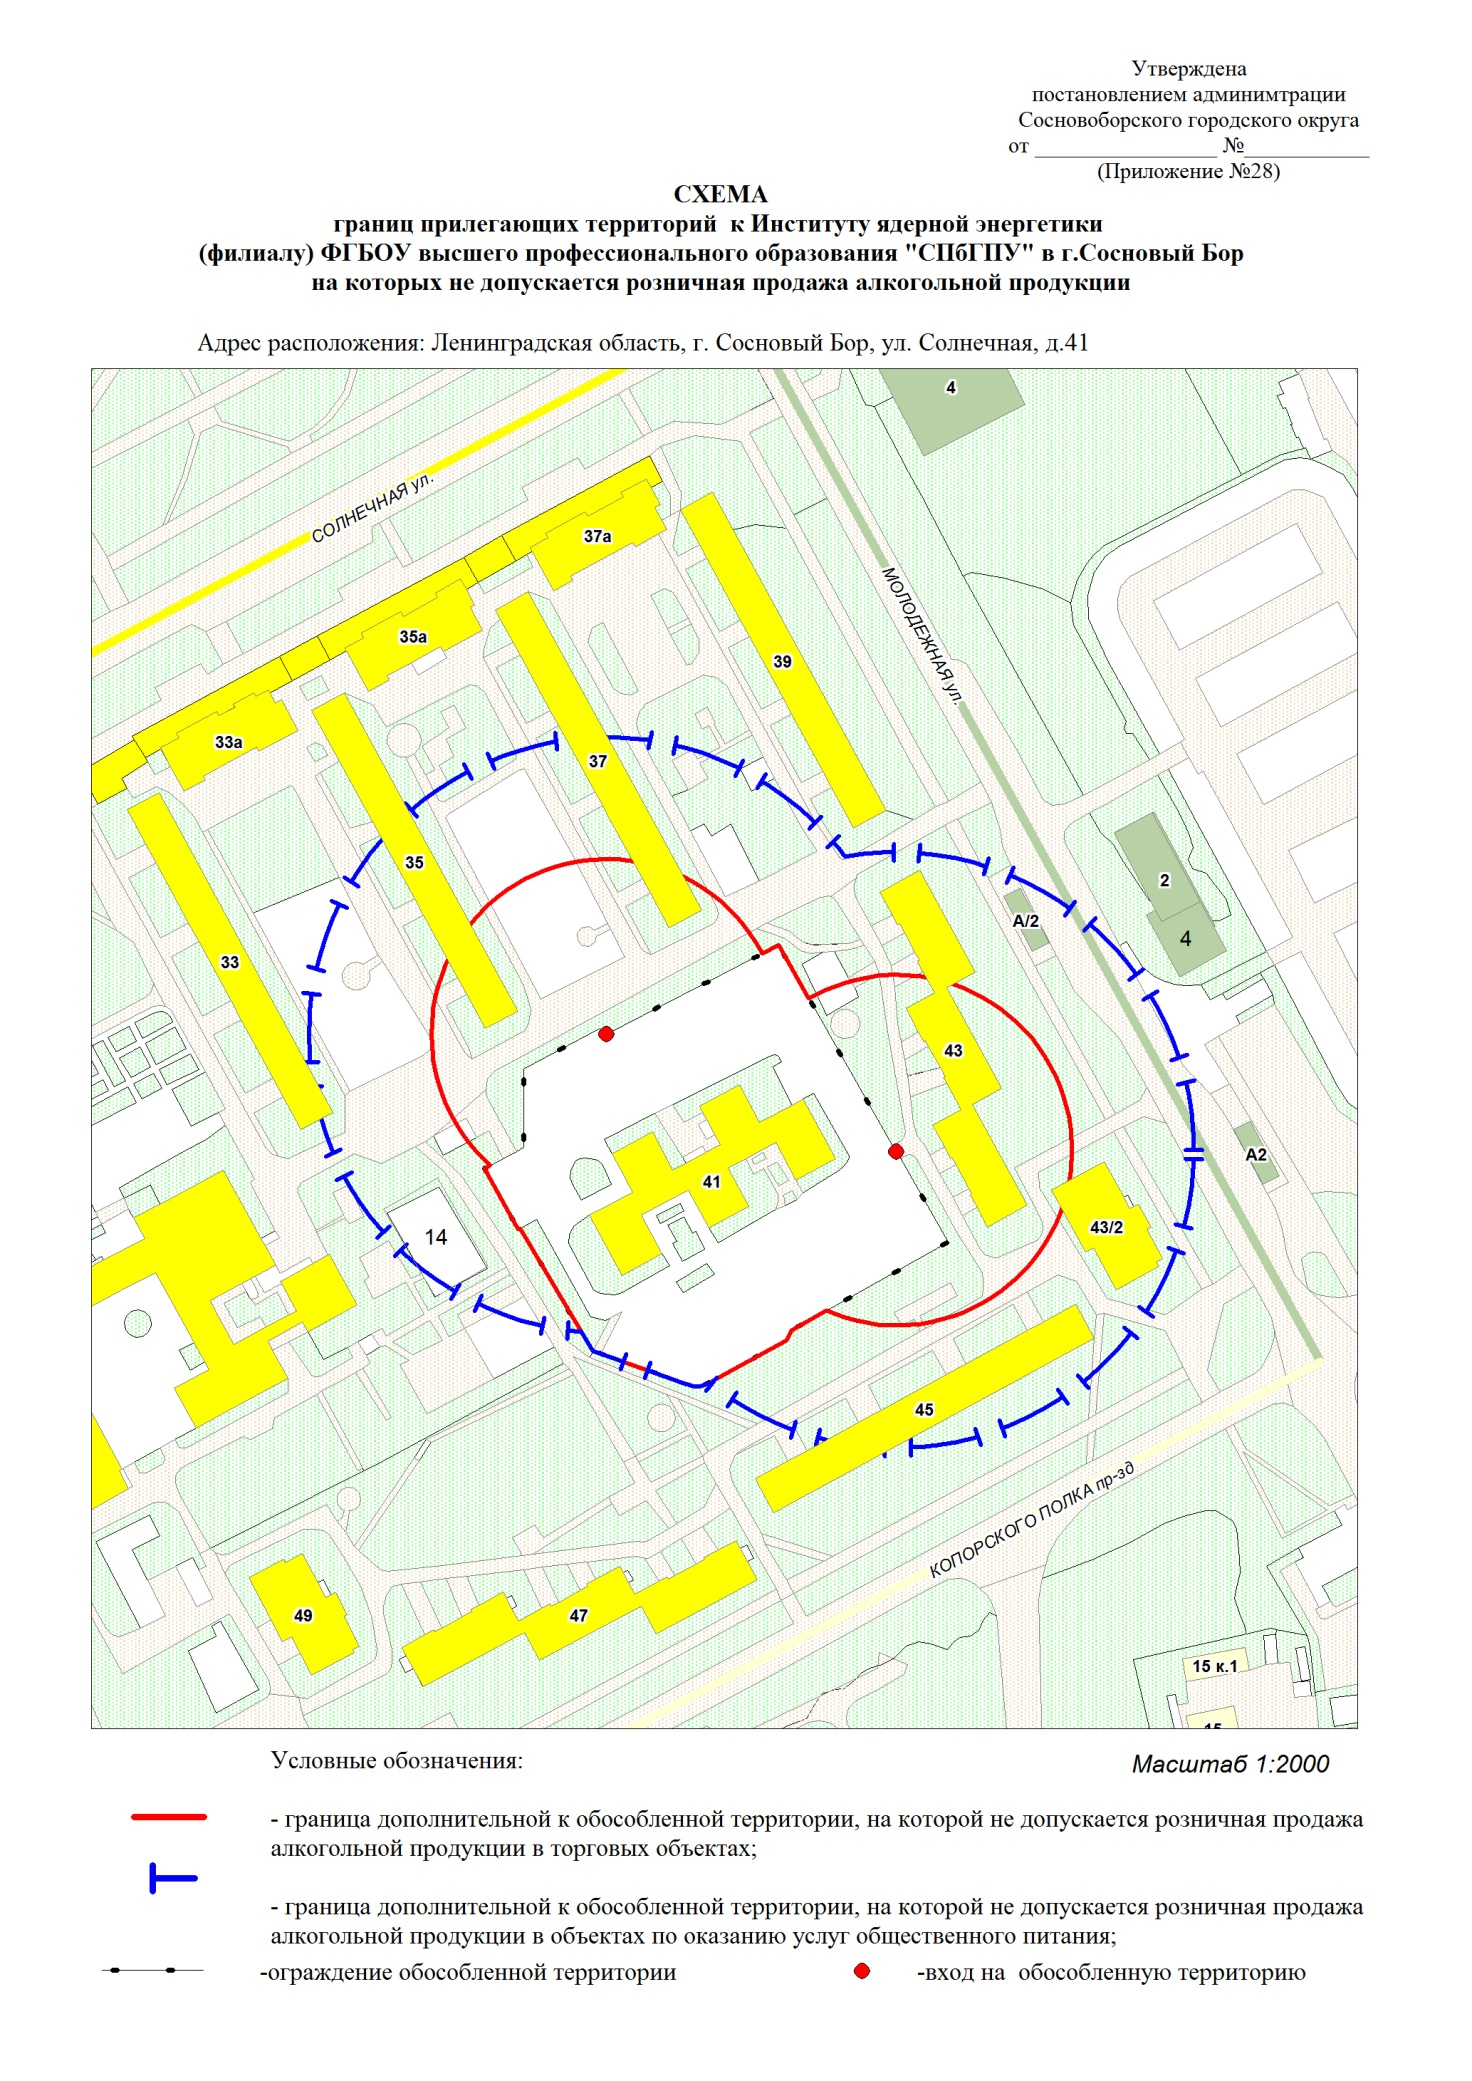 Утверждена
постановлением админимтрации
Сосновоборского городского округа
от _______________ №__________
(Приложение №28)
СХЕМА
границ прилегающих территорий к Институту ядерной энергетики
(филиалу) ФГБОУ высшего профессионального образования "СПбГПУ" в г.Сосновый Бор
на которых не допускается розничная продажа алкогольной продукции
Адрес расположения: Ленинградская область, г. Сосновый Бор, ул. Солнечная, д.41
4
СОЛНЕЧНАЯ ул.
37а
МОЛОДЕЖНАЯ ул.
35а
39
33а
37
35
2
А/2
4
33
43
А2
41
43/2
14
45
КОПОРСКОГО ПОЛКА пр-зд
49
47
15 к.1
15
Условные обозначения:
Масштаб 1:2000
- граница дополнительной к обособленной территории, на которой не допускается розничная продажа
алкогольной продукции в торговых объектах;
- граница дополнительной к обособленной территории, на которой не допускается розничная продажа
алкогольной продукции в объектах по оказанию услуг общественного питания;
-ограждение обособленной территории
-вход на обособленную территорию